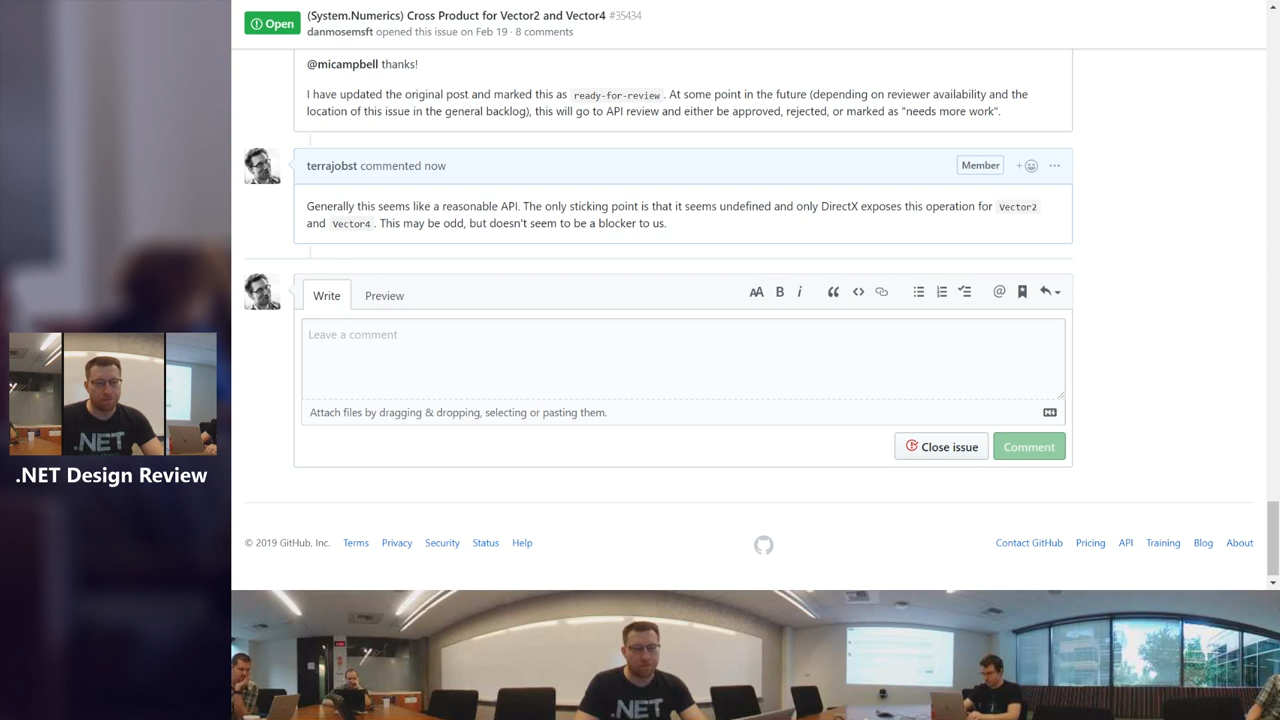 Open
(System.Numerics) Cross Product for Vector2 and Vector4 #35434
danmosemsft opened this issue on Feb 19 · 8 comments
@micampbell thanks!
I have updated the original post and marked this as ready-for-review. At some point in the future (depending on reviewer availability and the
location of this issue in the general backlog), this will go to API review and either be approved, rejected, or marked as "needs more work".
terrajobst commented now
Member
Generally this seems like a reasonable API. The only sticking point is that it seems undefined and only DirectX exposes this operation for Vector2
and Vector4. This may be odd, but doesn't seem to be a blocker to us.
Write
Preview
Leave a comment
Attach files by dragging & dropping, selecting or pasting them.
Close issue
Comment
© 2019 GitHub, Inc. Terms Privacy Security Status Help
Contact GitHub Pricing API Training Blog About
.NET
.NET Design Review
.NET